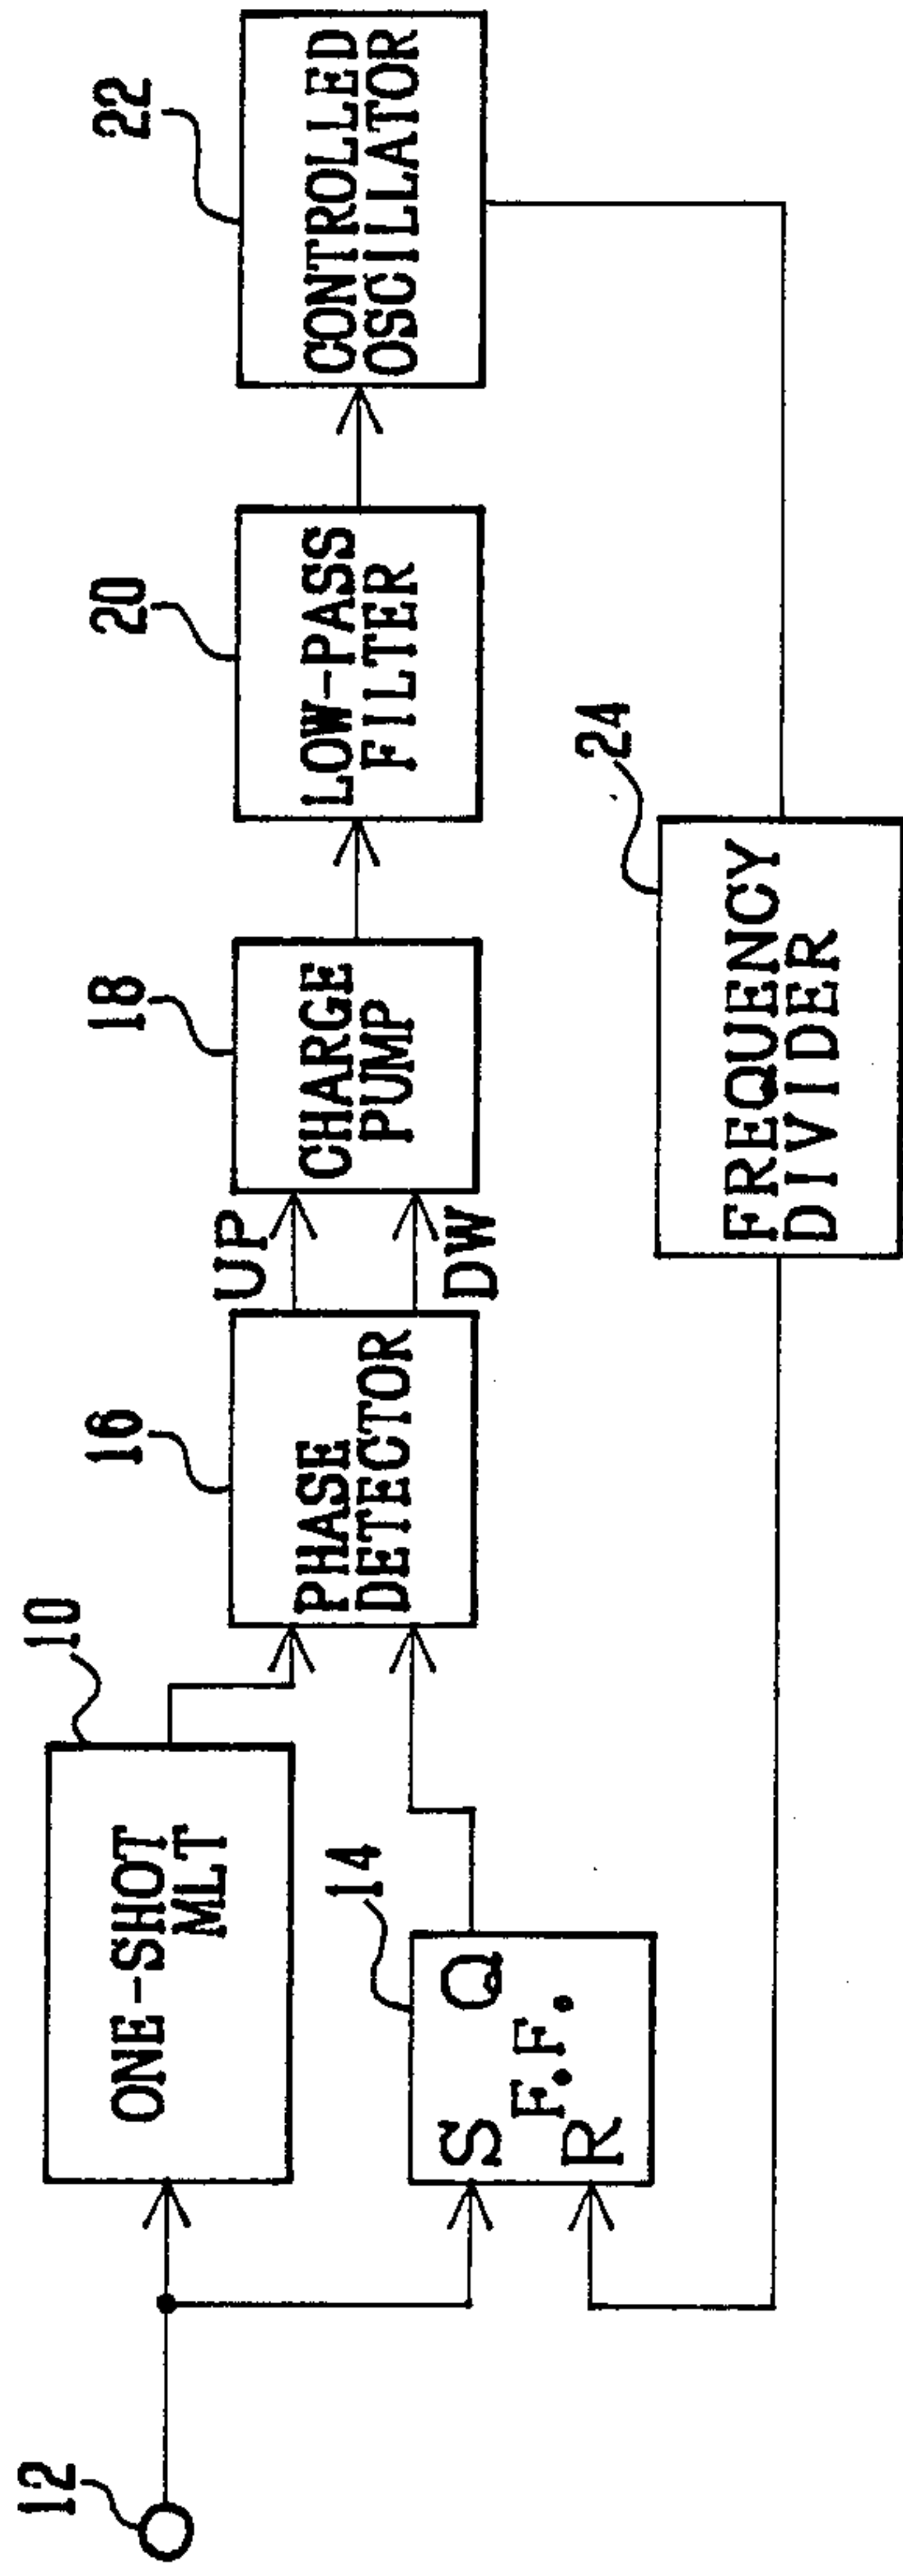 12
10
ONE-SHOT
MLT
14
S Q
F.F.
R
16
PHASE
DETECTOR
UP
DW
18
CHARGE
PUMP
20
LOW-PASS
FILTER
22
CONTROLLED
OSCILLATOR
24
FREQUENCY
DIVIDER